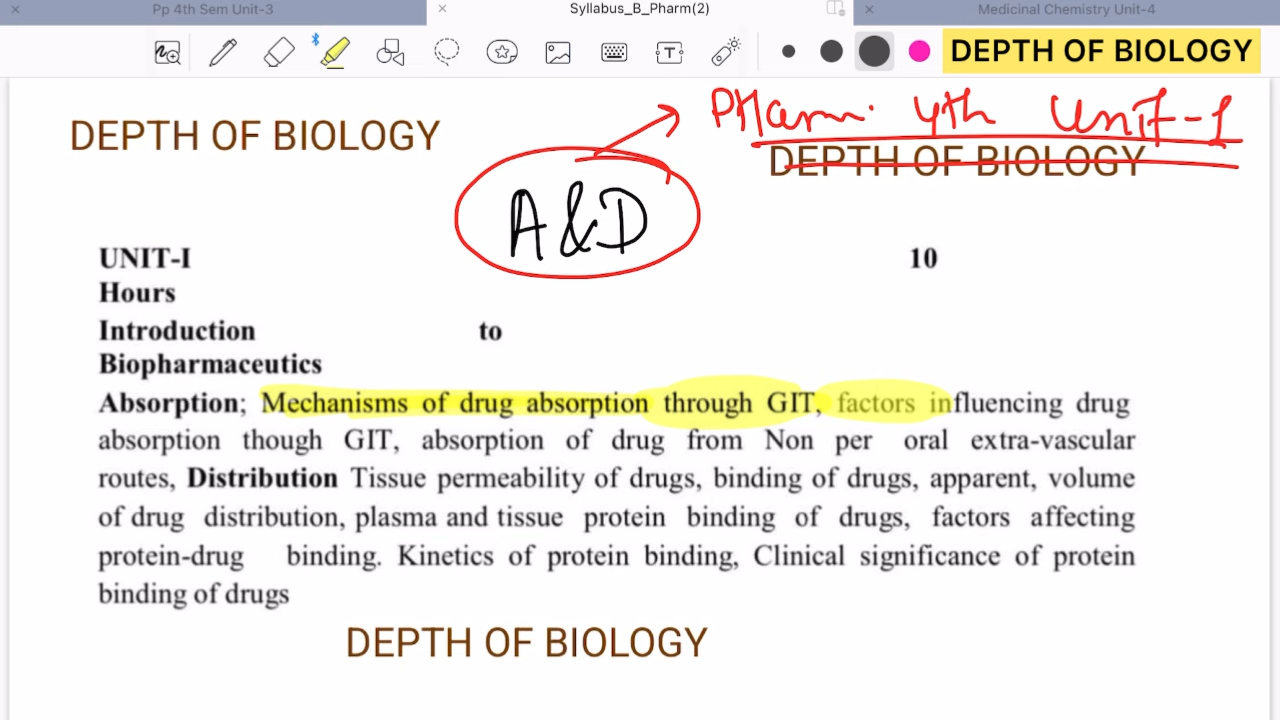 Pp 4th Sem Unit-3
Syllabus_B_Pharm(2)
Medicinal Chemistry Unit-4
DEPTH OF BIOLOGY
DEPTH OF BIOLOGY
PHarm. 4th Unit-1
DEPTH OF BIOLOGY
A&D
UNIT-I 10
Hours
Introduction to
Biopharmaceutics
Absorption; Mechanisms of drug absorption through GIT, factors influencing drug
absorption though GIT, absorption of drug from Non per oral extra-vascular
routes, Distribution Tissue permeability of drugs, binding of drugs, apparent, volume
of drug distribution, plasma and tissue protein binding of drugs, factors affecting
protein-drug binding. Kinetics of protein binding, Clinical significance of protein
binding of drugs
DEPTH OF BIOLOGY